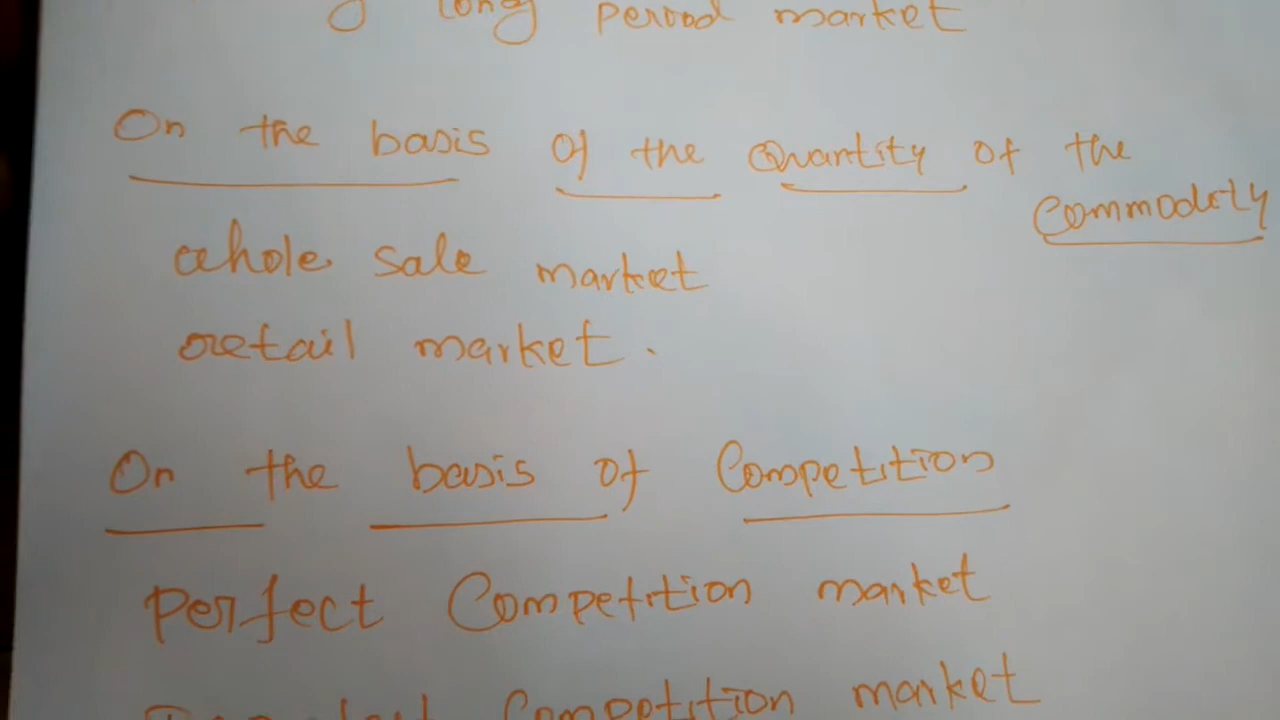 long period market
On the basis of the Quantity of the
Commodity
whole sale market
retail market.
On the basis of Competition
Perfect Competition market
Competition market